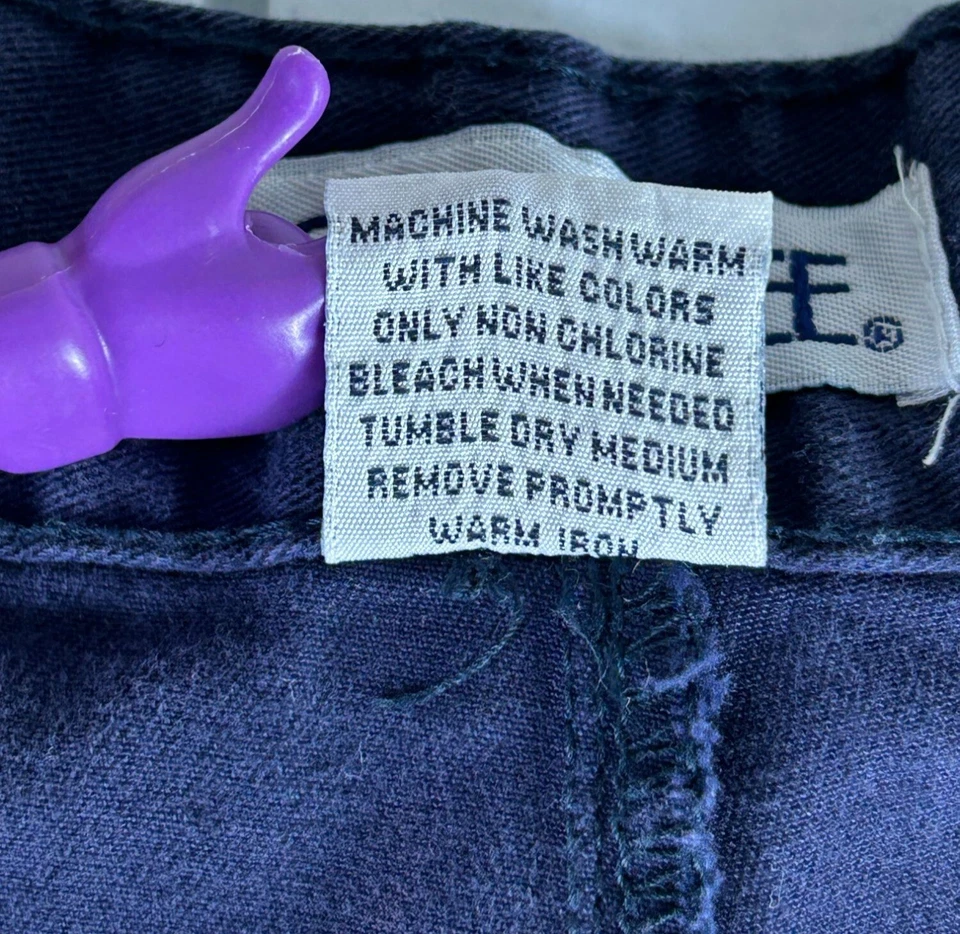 MACHINE WASH WARM
WITH LIKE COLORS
ONLY NON CHLORINE
BLEACH WHEN NEEDED
TUMBLE DRY MEDIUM
REMOVE PROMPTLY
WARM IRON
EE®